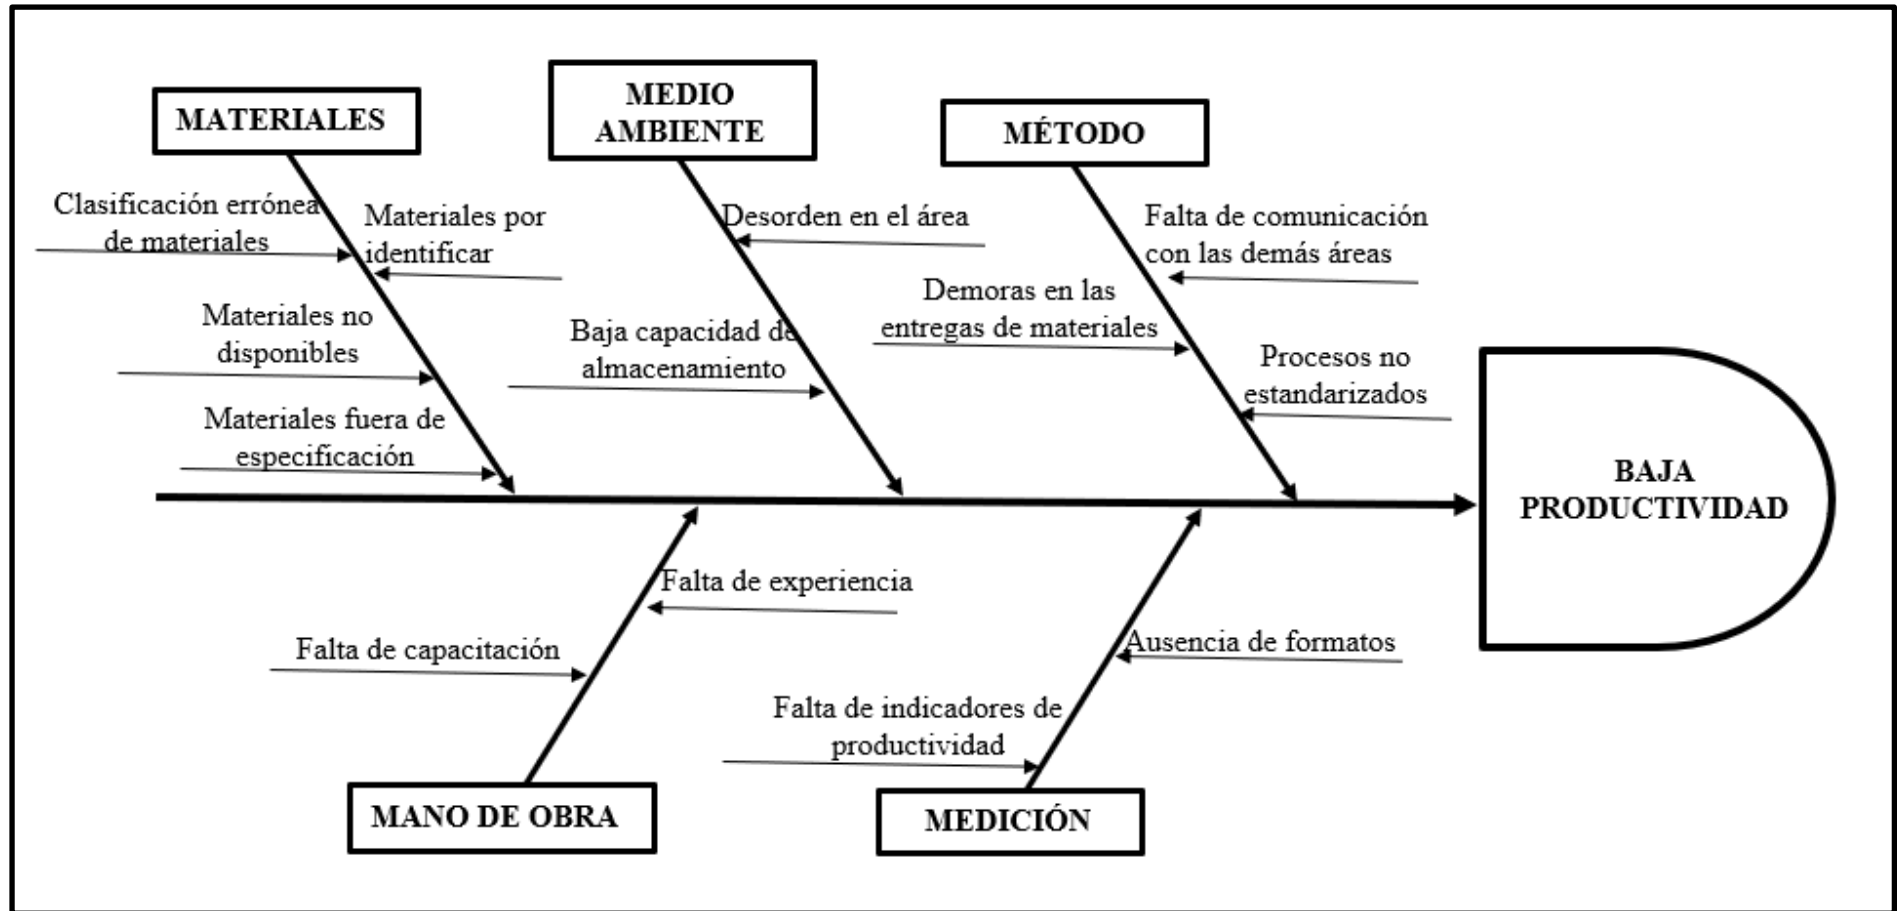 MATERIALES
MEDIO
AMBIENTE
MÉTODO
Clasificación errónea
de materiales
Materiales por
identificar
Materiales no
disponibles
Materiales fuera de
especificación
Desorden en el área
Baja capacidad de
almacenamiento
Falta de comunicación
con las demás áreas
Demoras en las
entregas de materiales
Procesos no
estandarizados
BAJA
PRODUCTIVIDAD
Falta de experiencia
Falta de capacitación
Ausencia de formatos
Falta de indicadores de
productividad
MANO DE OBRA
MEDICIÓN